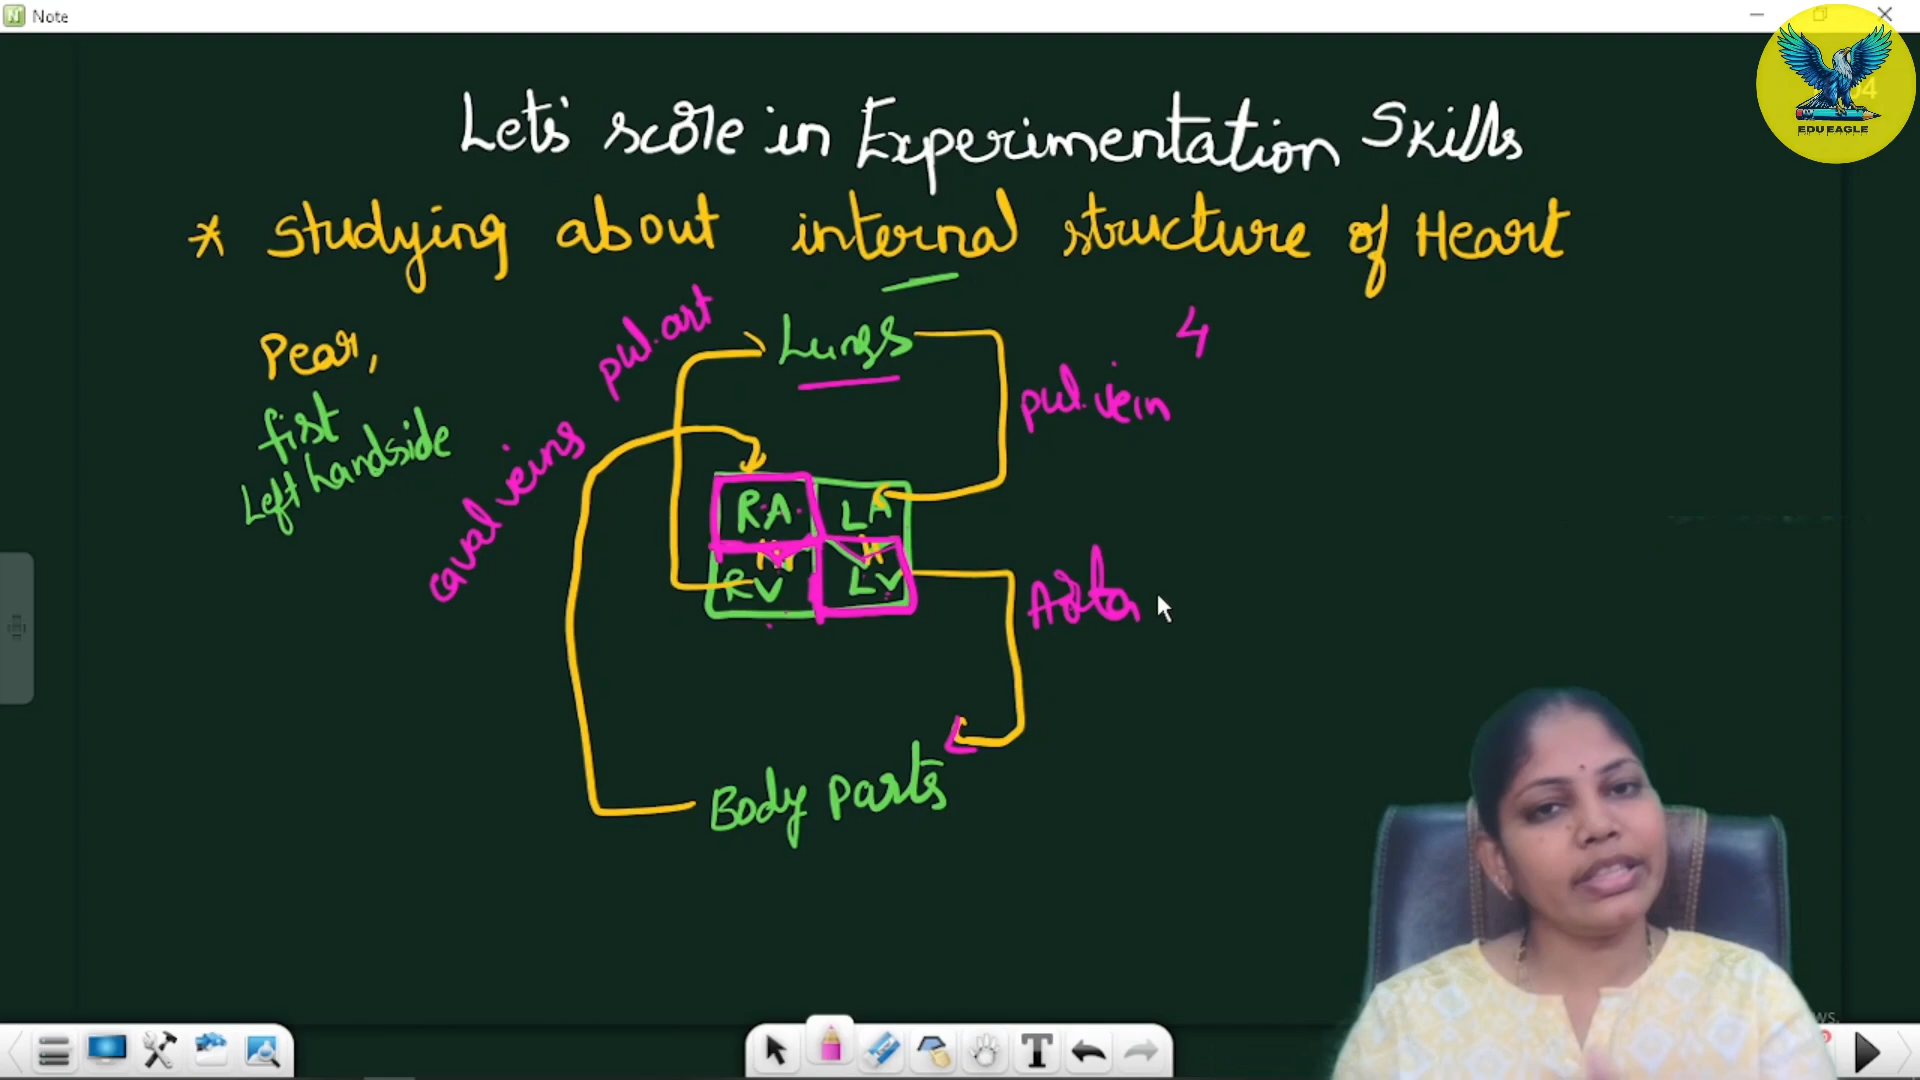 Note
EDU EAGLE
Let's score in Experimentation Skills
* Studying about internal structure of Heart
Pear,
fist
Left handside
caval veins
pul.art
Lungs
4
pul.vein
RA LA
RV LV
Aorta
Body parts
T